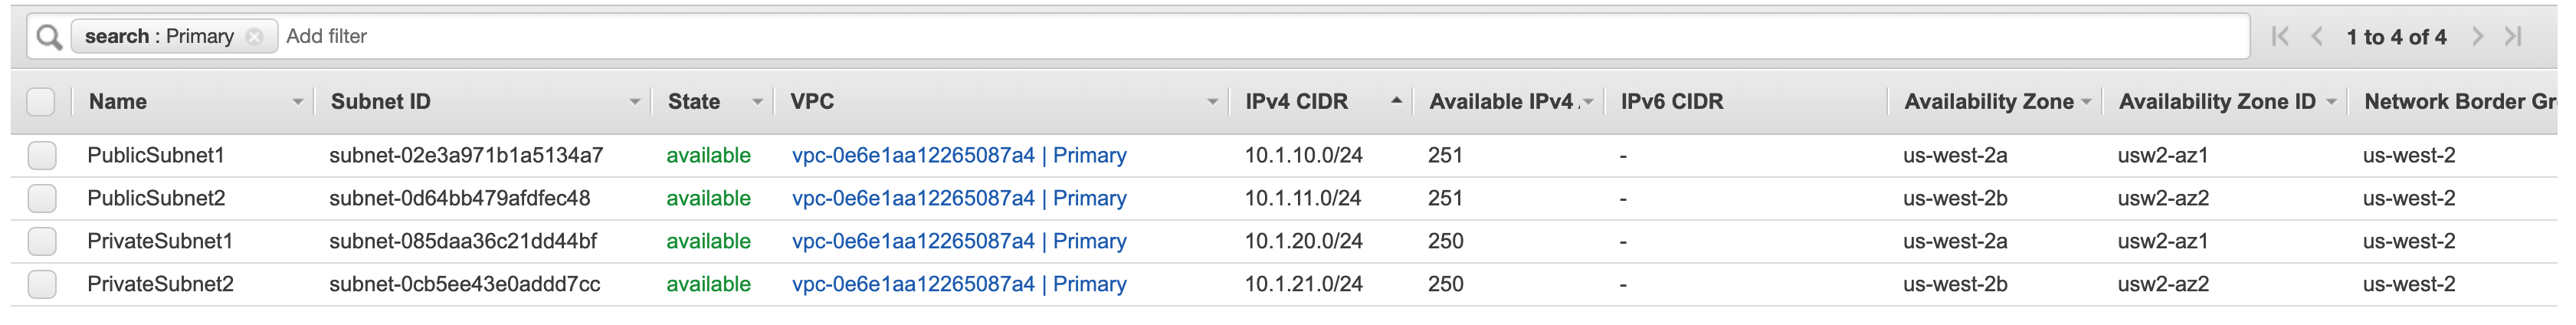 search : Primary Add filter 1 to 4 of 4
Name Subnet ID State VPC IPv4 CIDR Available IPv4 IPv6 CIDR Availability Zone Availability Zone ID Network Border Gr
PublicSubnet1 subnet-02e3a971b1a5134a7 available vpc-0e6e1aa12265087a4 | Primary 10.1.10.0/24 251 - us-west-2a usw2-az1 us-west-2
PublicSubnet2 subnet-0d64bb479afdfec48 available vpc-0e6e1aa12265087a4 | Primary 10.1.11.0/24 251 - us-west-2b usw2-az2 us-west-2
PrivateSubnet1 subnet-085daa36c21dd44bf available vpc-0e6e1aa12265087a4 | Primary 10.1.20.0/24 250 - us-west-2a usw2-az1 us-west-2
PrivateSubnet2 subnet-0cb5ee43e0addd7cc available vpc-0e6e1aa12265087a4 | Primary 10.1.21.0/24 250 - us-west-2b usw2-az2 us-west-2